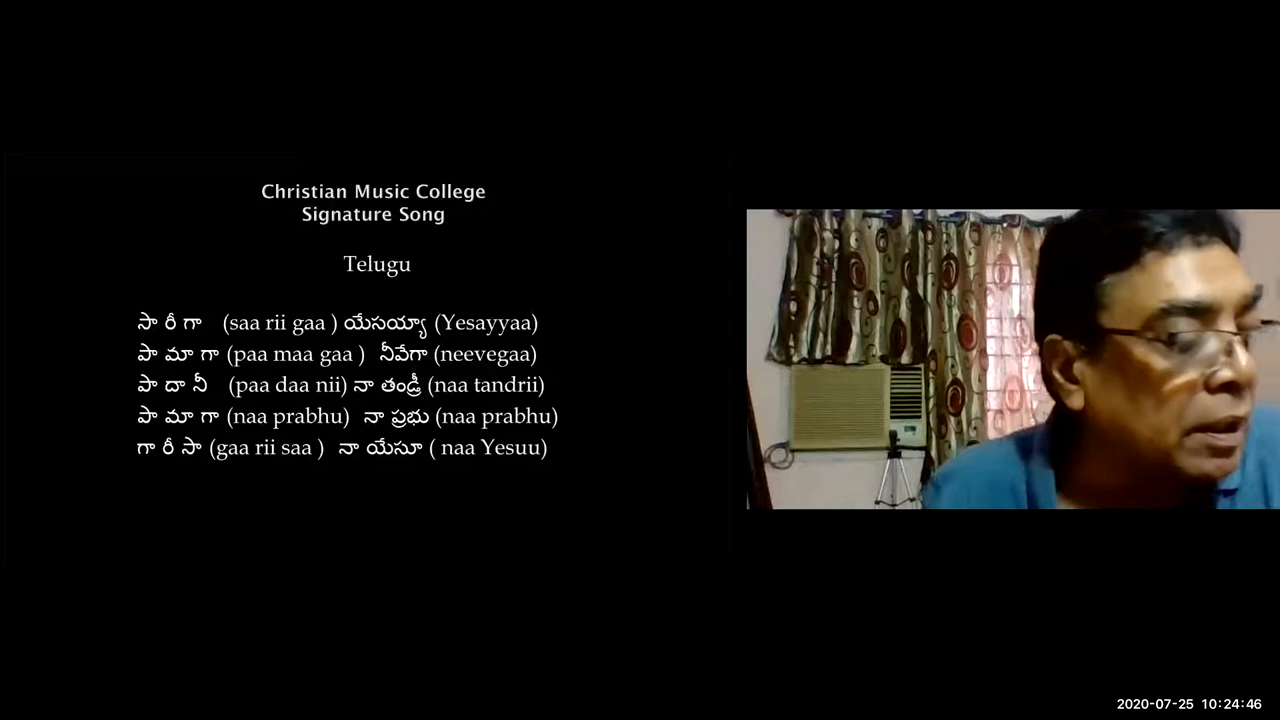 Christian Music College
Signature Song
Telugu
సా రీ గా (saa rii gaa ) యేసయ్యా (Yesayyaa)
పా మా గా (paa maa gaa ) నీవేగా (neevegaa)
పా దా నీ (paa daa nii) నా తండ్రీ (naa tandrii)
పా మా గా (naa prabhu) నా ప్రభు (naa prabhu)
గా రీ సా (gaa rii saa ) నా యేసూ ( naa Yesuu)
2020-07-25 10:24:46